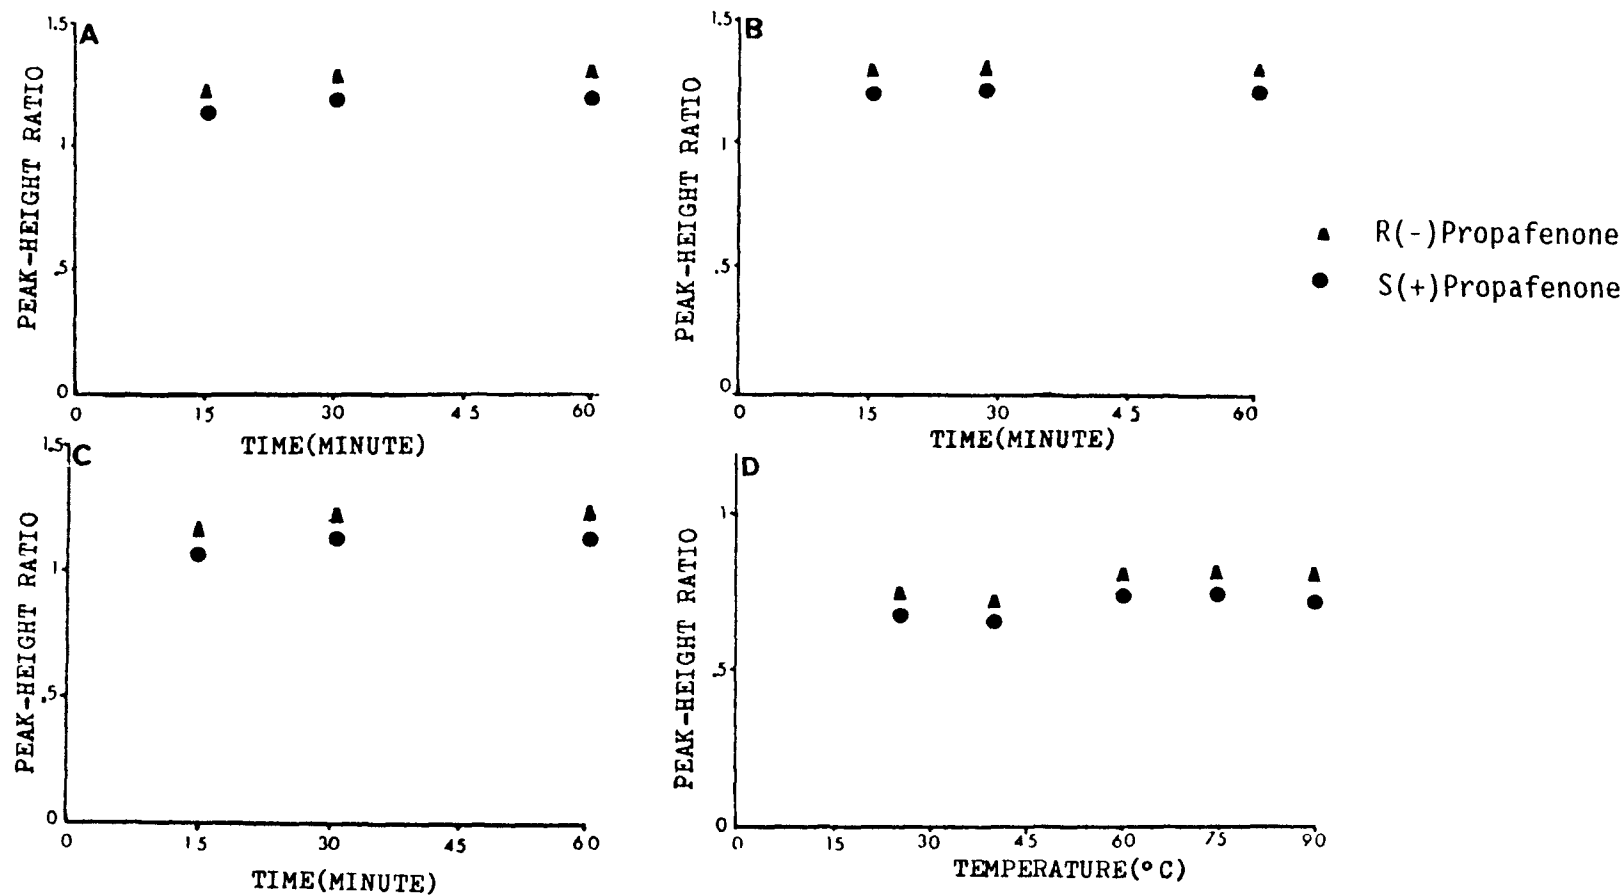 A
1.5
1
.5
0
PEAK-HEIGHT RATIO
0 15 30 45 60
TIME(MINUTE)
B
1.5
1
.5
0
PEAK-HEIGHT RATIO
0 15 30 45 60
TIME(MINUTE)
R(-)Propafenone
S(+)Propafenone
C
1.5
1
.5
0
PEAK-HEIGHT RATIO
0 15 30 45 60
TIME(MINUTE)
D
1
.5
0
PEAK-HEIGHT RATIO
0 15 30 45 60 75 90
TEMPERATURE(°C)